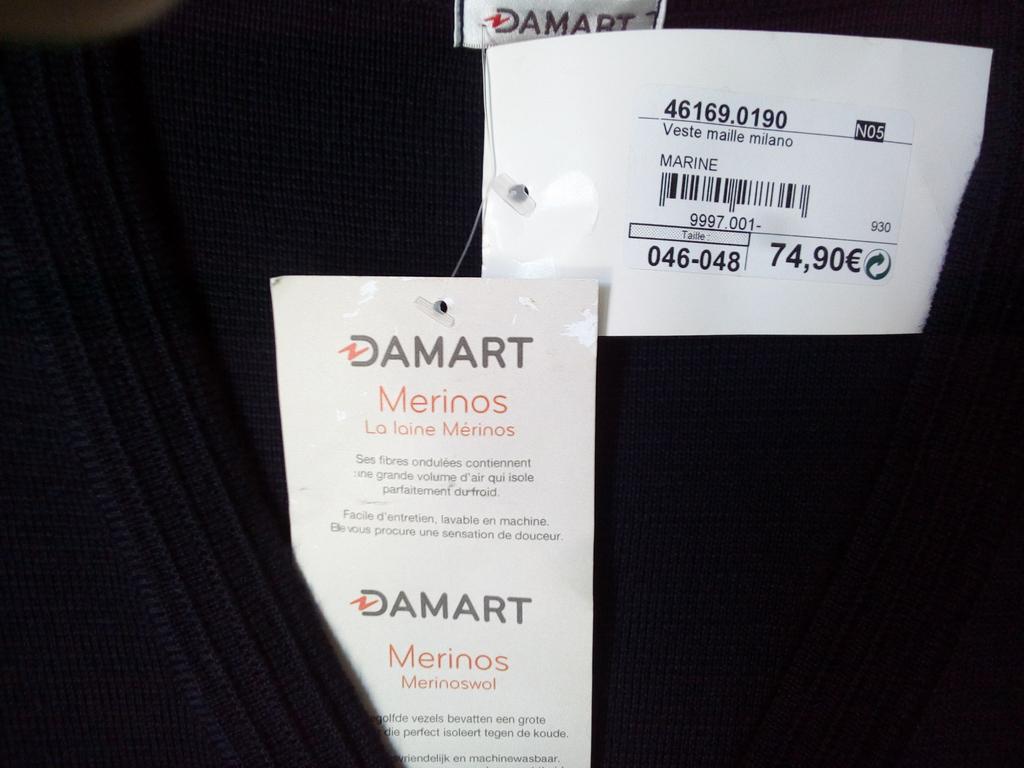 DAMART
46169.0190
N05
Veste maille milano
MARINE
9997.001-
930
Taille:
046-048
74,90€
DAMART
Merinos
La laine Mérinos
Ses fibres ondulées contiennent
une grande volume d'air qui isole
parfaitement du froid.
Facile d'entretien, lavable en machine.
Elle vous procure une sensation de douceur.
DAMART
Merinos
Merinoswol
golfde vezels bevatten een grote
die perfect isoleert tegen de koude.
vriendelijk en machinewasbaar.